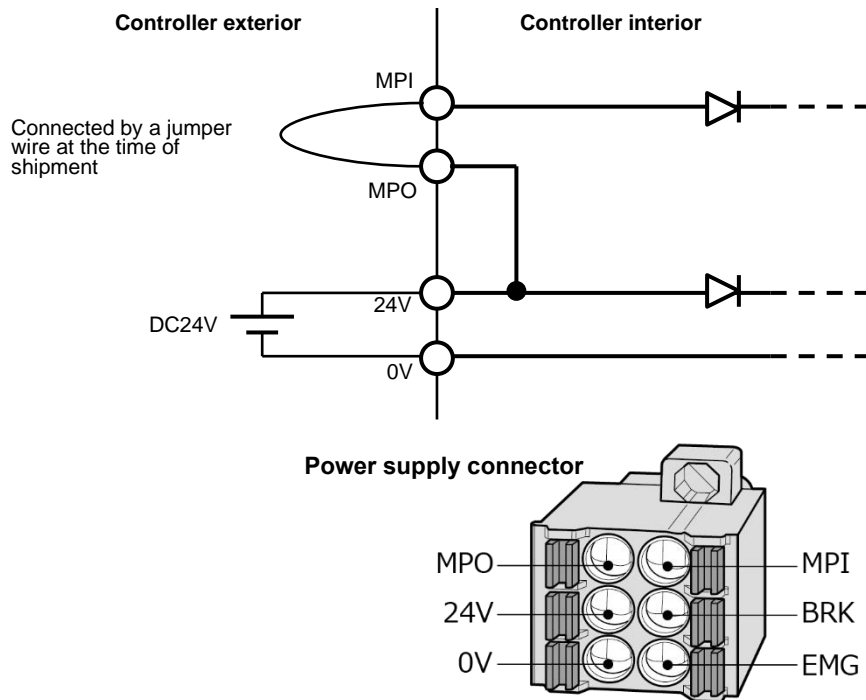 Controller exterior
Controller interior
MPI
Connected by a jumper
wire at the time of
shipment
MPO
24V
DC24V
0V
Power supply connector
MPO
MPI
24V
BRK
0V
EMG